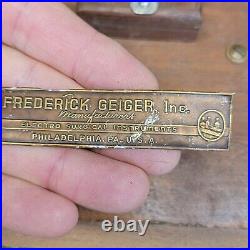 FREDERICK GEIGER, Inc.
Manufacturers
ELECTRO SURGICAL INSTRUMENTS
PHILADELPHIA, PA., U.S.A.